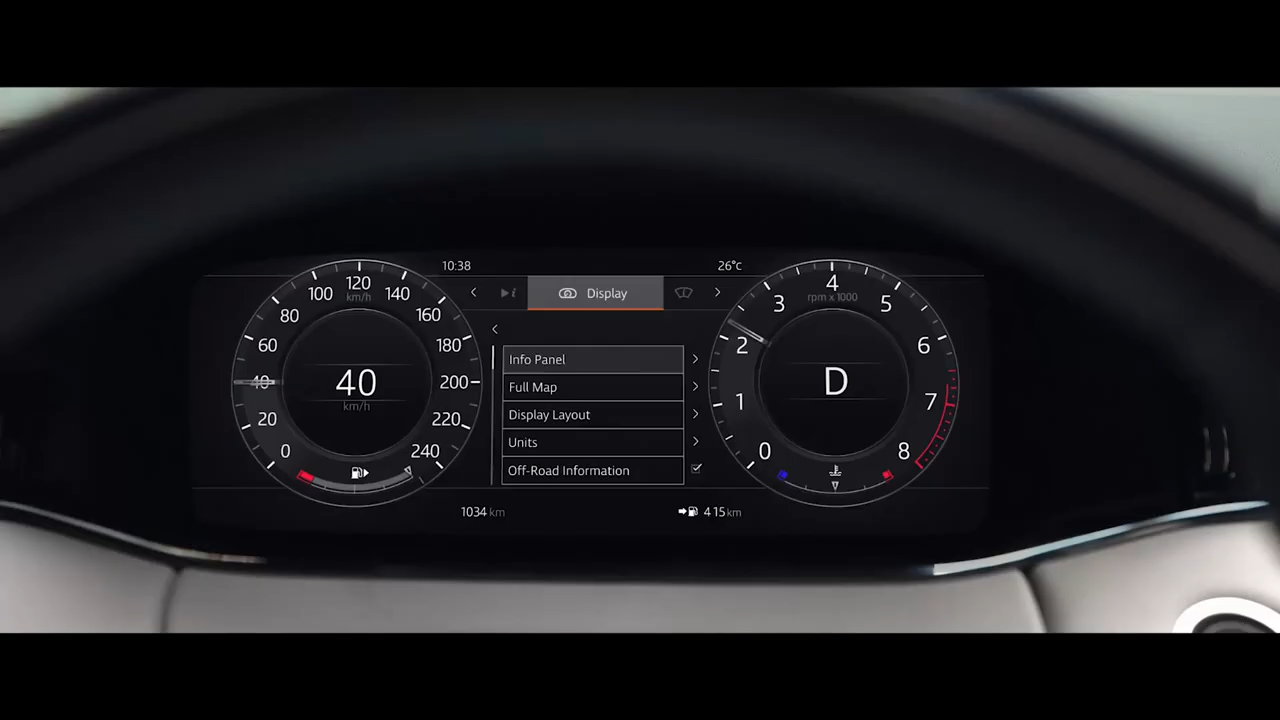 10:38
26°c
120
km/h
100
140
80
160
60
180
40
200
20
220
0
240
40
km/h
i
Display
Info Panel
Full Map
Display Layout
Units
Off-Road Information
4
rpm x 1000
3
5
2
6
1
7
0
8
D
1034 km
415 km